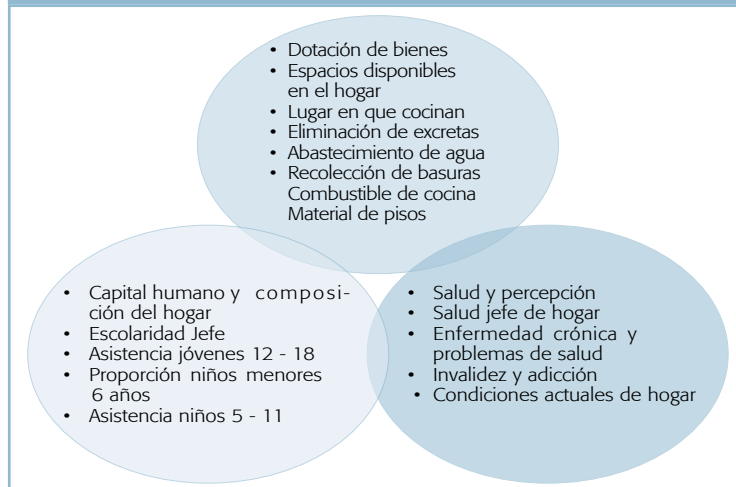 • Dotación de bienes
• Espacios disponibles
en el hogar
• Lugar en que cocinan
• Eliminación de excretas
• Abastecimiento de agua
• Recolección de basuras
Combustible de cocina
Material de pisos
• Capital humano y composi-
ción del hogar
• Escolaridad Jefe
• Asistencia jóvenes 12 - 18
• Proporción niños menores
6 años
• Asistencia niños 5 - 11
• Salud y percepción
• Salud jefe de hogar
• Enfermedad crónica y
problemas de salud
• Invalidez y adicción
• Condiciones actuales de hogar